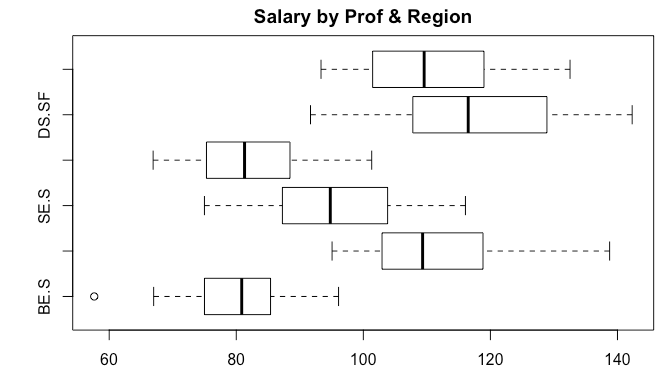 Salary by Prof & Region
DS.SF
SE.S
BE.S
60 80 100 120 140